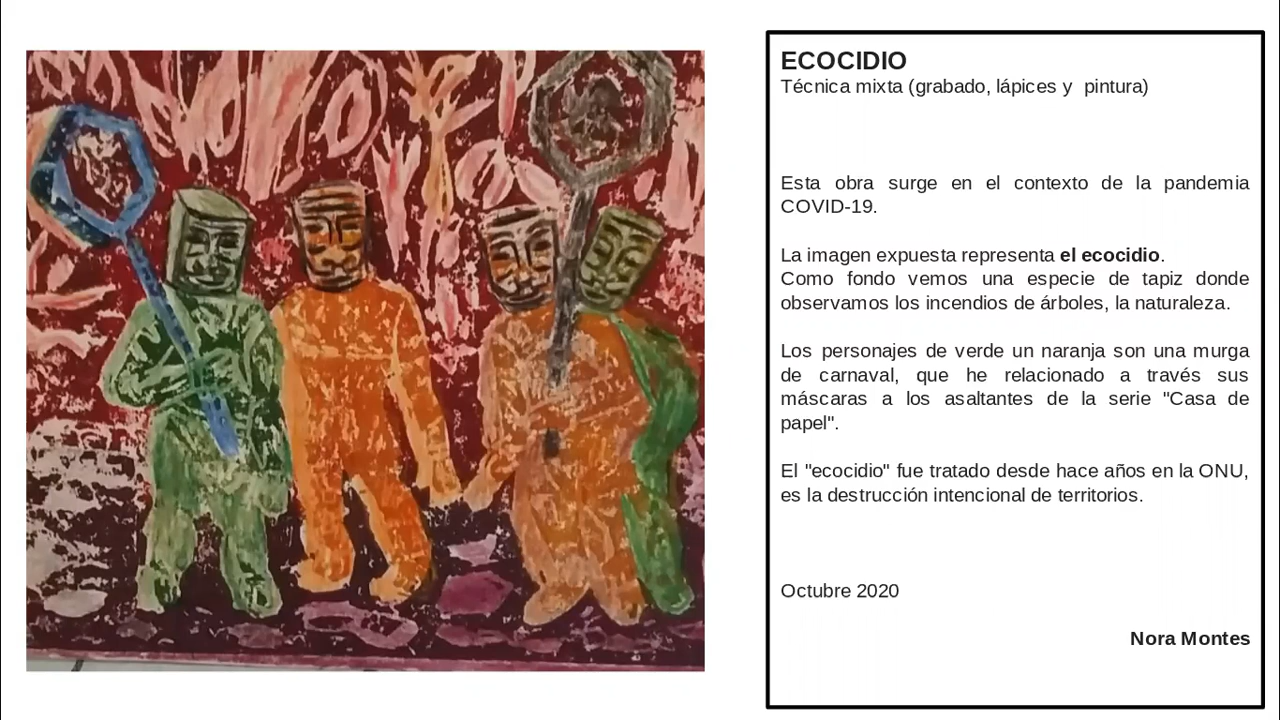 ECOCIDIO
Técnica mixta (grabado, lápices y pintura)
Esta obra surge en el contexto de la pandemia
COVID-19.
La imagen expuesta representa el ecocidio.
Como fondo vemos una especie de tapiz donde
observamos los incendios de árboles, la naturaleza.
Los personajes de verde un naranja son una murga
de carnaval, que he relacionado a través sus
máscaras a los asaltantes de la serie "Casa de
papel".
El "ecocidio" fue tratado desde hace años en la ONU,
es la destrucción intencional de territorios.
Octubre 2020
Nora Montes